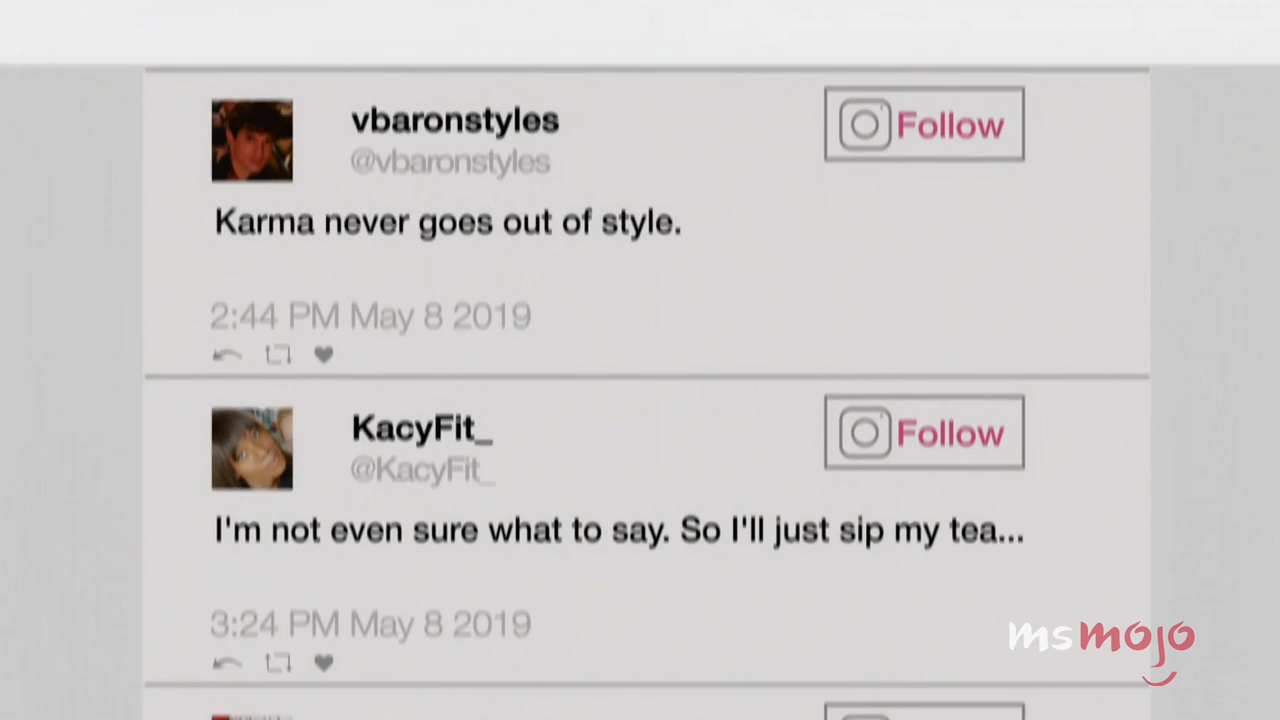 vbaronstyles
Follow
@vbaronstyles
Karma never goes out of style.
2:44 PM May 8 2019
KacyFit_
Follow
@KacyFit_
I'm not even sure what to say. So I'll just sip my tea...
3:24 PM May 8 2019
msmojo